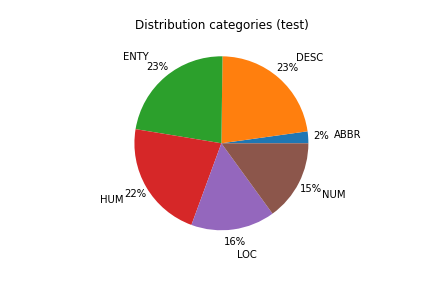 Distribution categories (test)
ENTY
23%
DESC
23%
2%
ABBR
HUM
22%
15%
NUM
16%
LOC